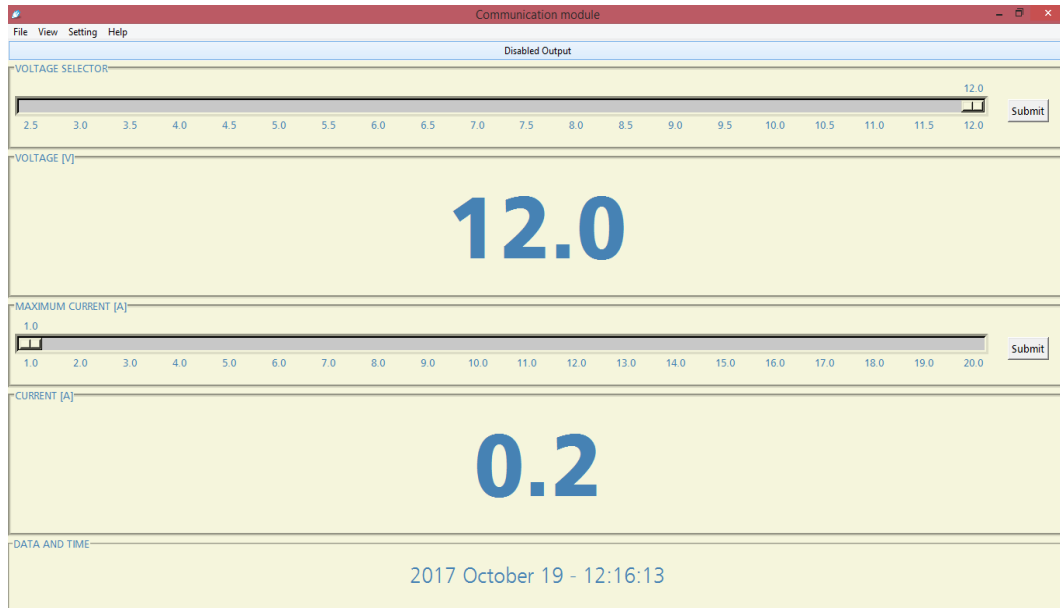 Communication module
File View Setting Help
Disabled Output
VOLTAGE SELECTOR
12.0
2.5 3.0 3.5 4.0 4.5 5.0 5.5 6.0 6.5 7.0 7.5 8.0 8.5 9.0 9.5 10.0 10.5 11.0 11.5 12.0
Submit
VOLTAGE [V]
12.0
MAXIMUM CURRENT [A]
1.0
1.0 2.0 3.0 4.0 5.0 6.0 7.0 8.0 9.0 10.0 11.0 12.0 13.0 14.0 15.0 16.0 17.0 18.0 19.0 20.0
Submit
CURRENT [A]
0.2
DATA AND TIME
2017 October 19 - 12:16:13